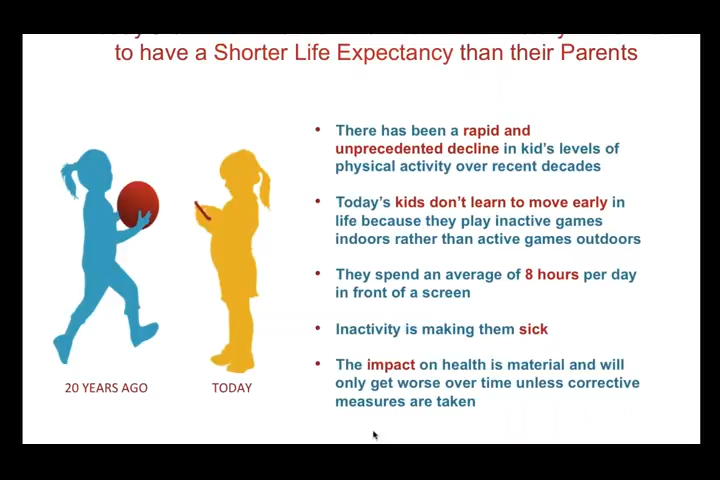 to have a Shorter Life Expectancy than their Parents
• There has been a rapid and
unprecedented decline in kid's levels of
physical activity over recent decades
• Today's kids don't learn to move early in
life because they play inactive games
indoors rather than active games outdoors
• They spend an average of 8 hours per day
in front of a screen
• Inactivity is making them sick
• The impact on health is material and will
only get worse over time unless corrective
measures are taken
20 YEARS AGO
TODAY